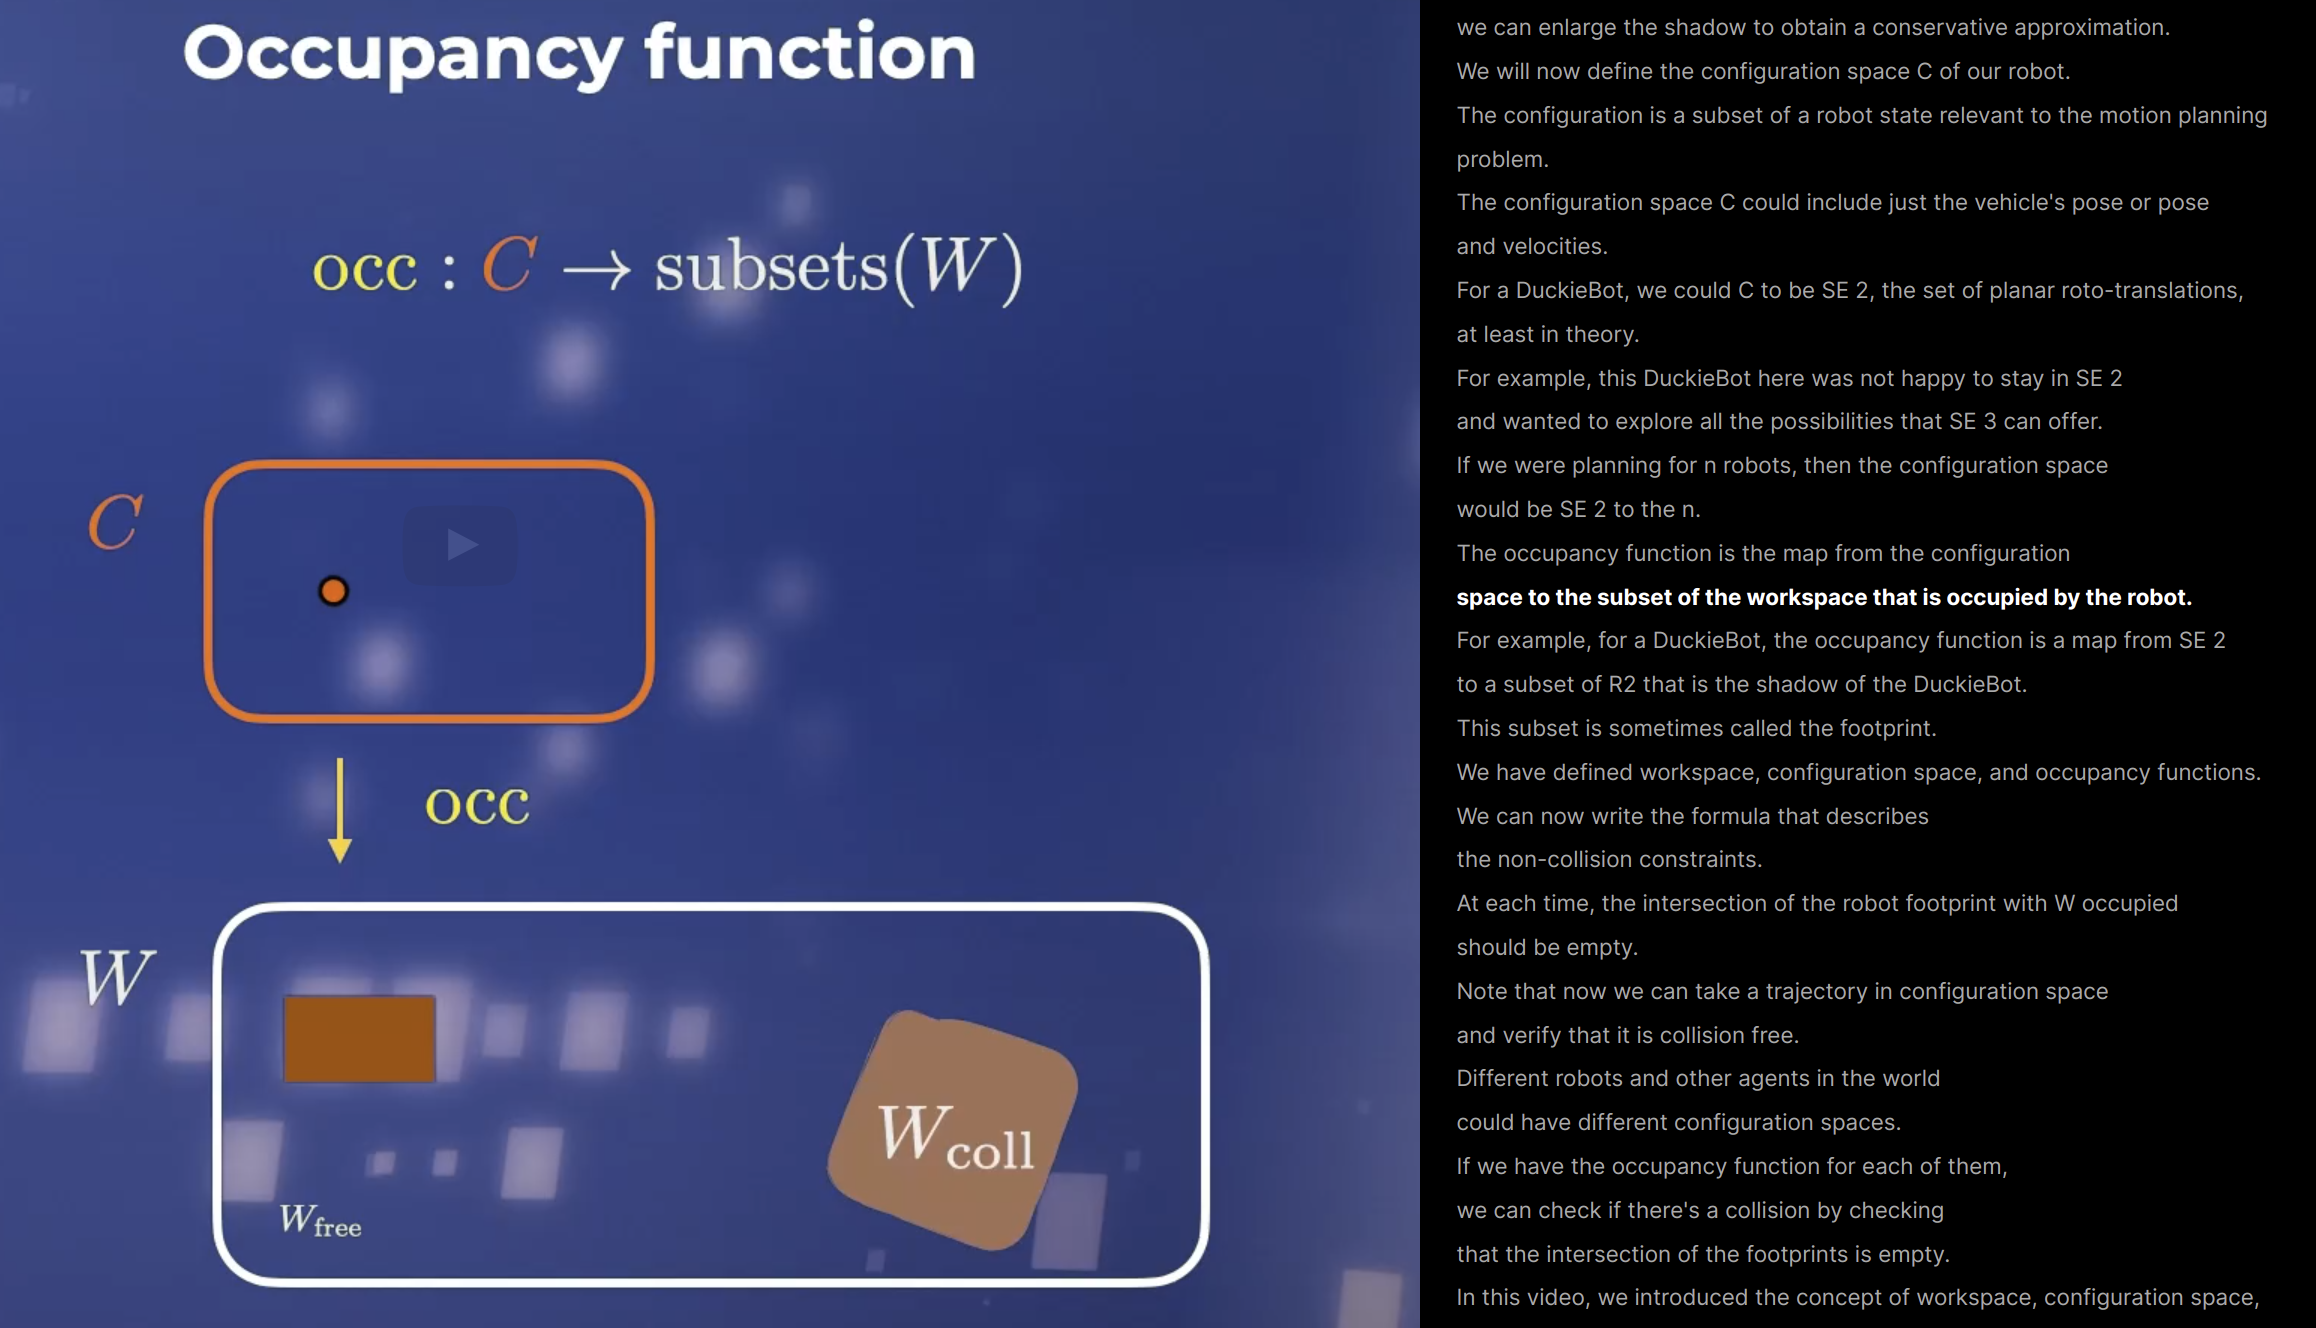 Occupancy function
occ : C → subsets(W)
C
occ
W
W_coll
W_free
we can enlarge the shadow to obtain a conservative approximation.
We will now define the configuration space C of our robot.
The configuration is a subset of a robot state relevant to the motion planning
problem.
The configuration space C could include just the vehicle's pose or pose
and velocities.
For a DuckieBot, we could C to be SE 2, the set of planar roto-translations,
at least in theory.
For example, this DuckieBot here was not happy to stay in SE 2
and wanted to explore all the possibilities that SE 3 can offer.
If we were planning for n robots, then the configuration space
would be SE 2 to the n.
The occupancy function is the map from the configuration
space to the subset of the workspace that is occupied by the robot.
For example, for a DuckieBot, the occupancy function is a map from SE 2
to a subset of R2 that is the shadow of the DuckieBot.
This subset is sometimes called the footprint.
We have defined workspace, configuration space, and occupancy functions.
We can now write the formula that describes
the non-collision constraints.
At each time, the intersection of the robot footprint with W occupied
should be empty.
Note that now we can take a trajectory in configuration space
and verify that it is collision free.
Different robots and other agents in the world
could have different configuration spaces.
If we have the occupancy function for each of them,
we can check if there's a collision by checking
that the intersection of the footprints is empty.
In this video, we introduced the concept of workspace, configuration space,